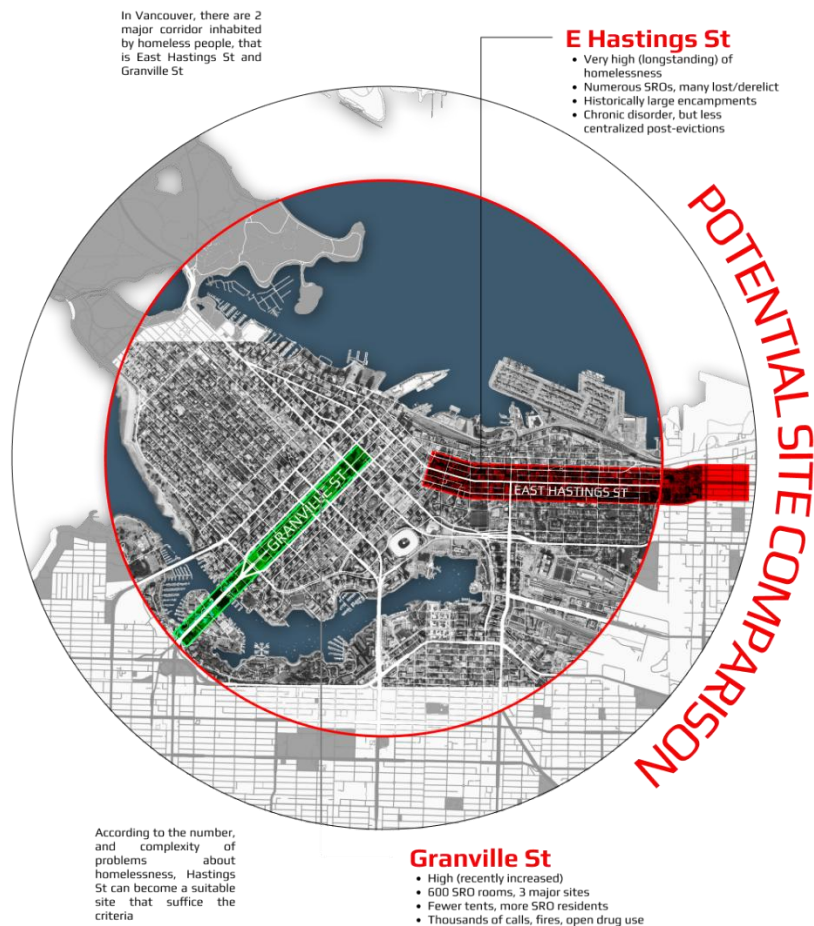 In Vancouver, there are 2
major corridor inhabited
by homeless people, that
is East Hastings St and
Granville St
E Hastings St
• Very high (longstanding) of
homelessness
• Numerous SROs, many lost/derelict
• Historically large encampments
• Chronic disorder, but less
centralized post-evictions
POTENTIAL SITE COMPARISON
GRANVILLE ST
EAST HASTINGS ST
According to the number,
and complexity of
problems about
homelessness, Hastings
St can become a suitable
site that suffice the
criteria
Granville St
• High (recently increased)
• 600 SRO rooms, 3 major sites
• Fewer tents, more SRO residents
• Thousands of calls, fires, open drug use